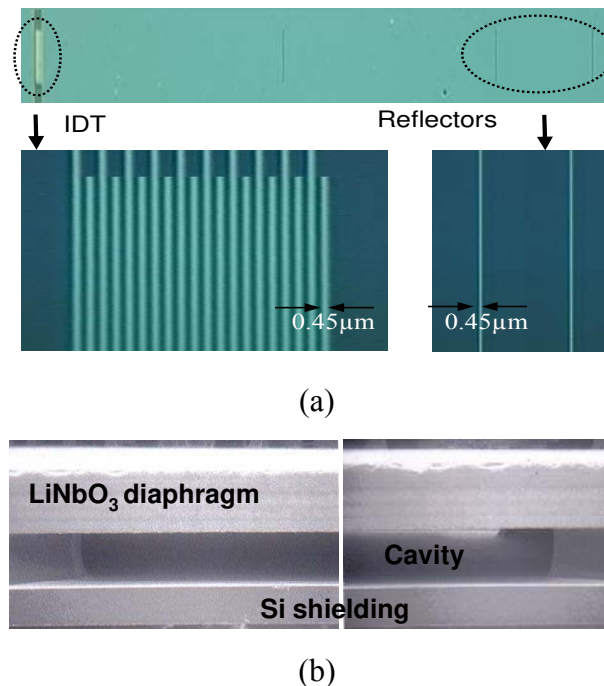 IDT
Reflectors
0.45μm
0.45μm
(a)
LiNbO3 diaphragm
Cavity
Si shielding
(b)